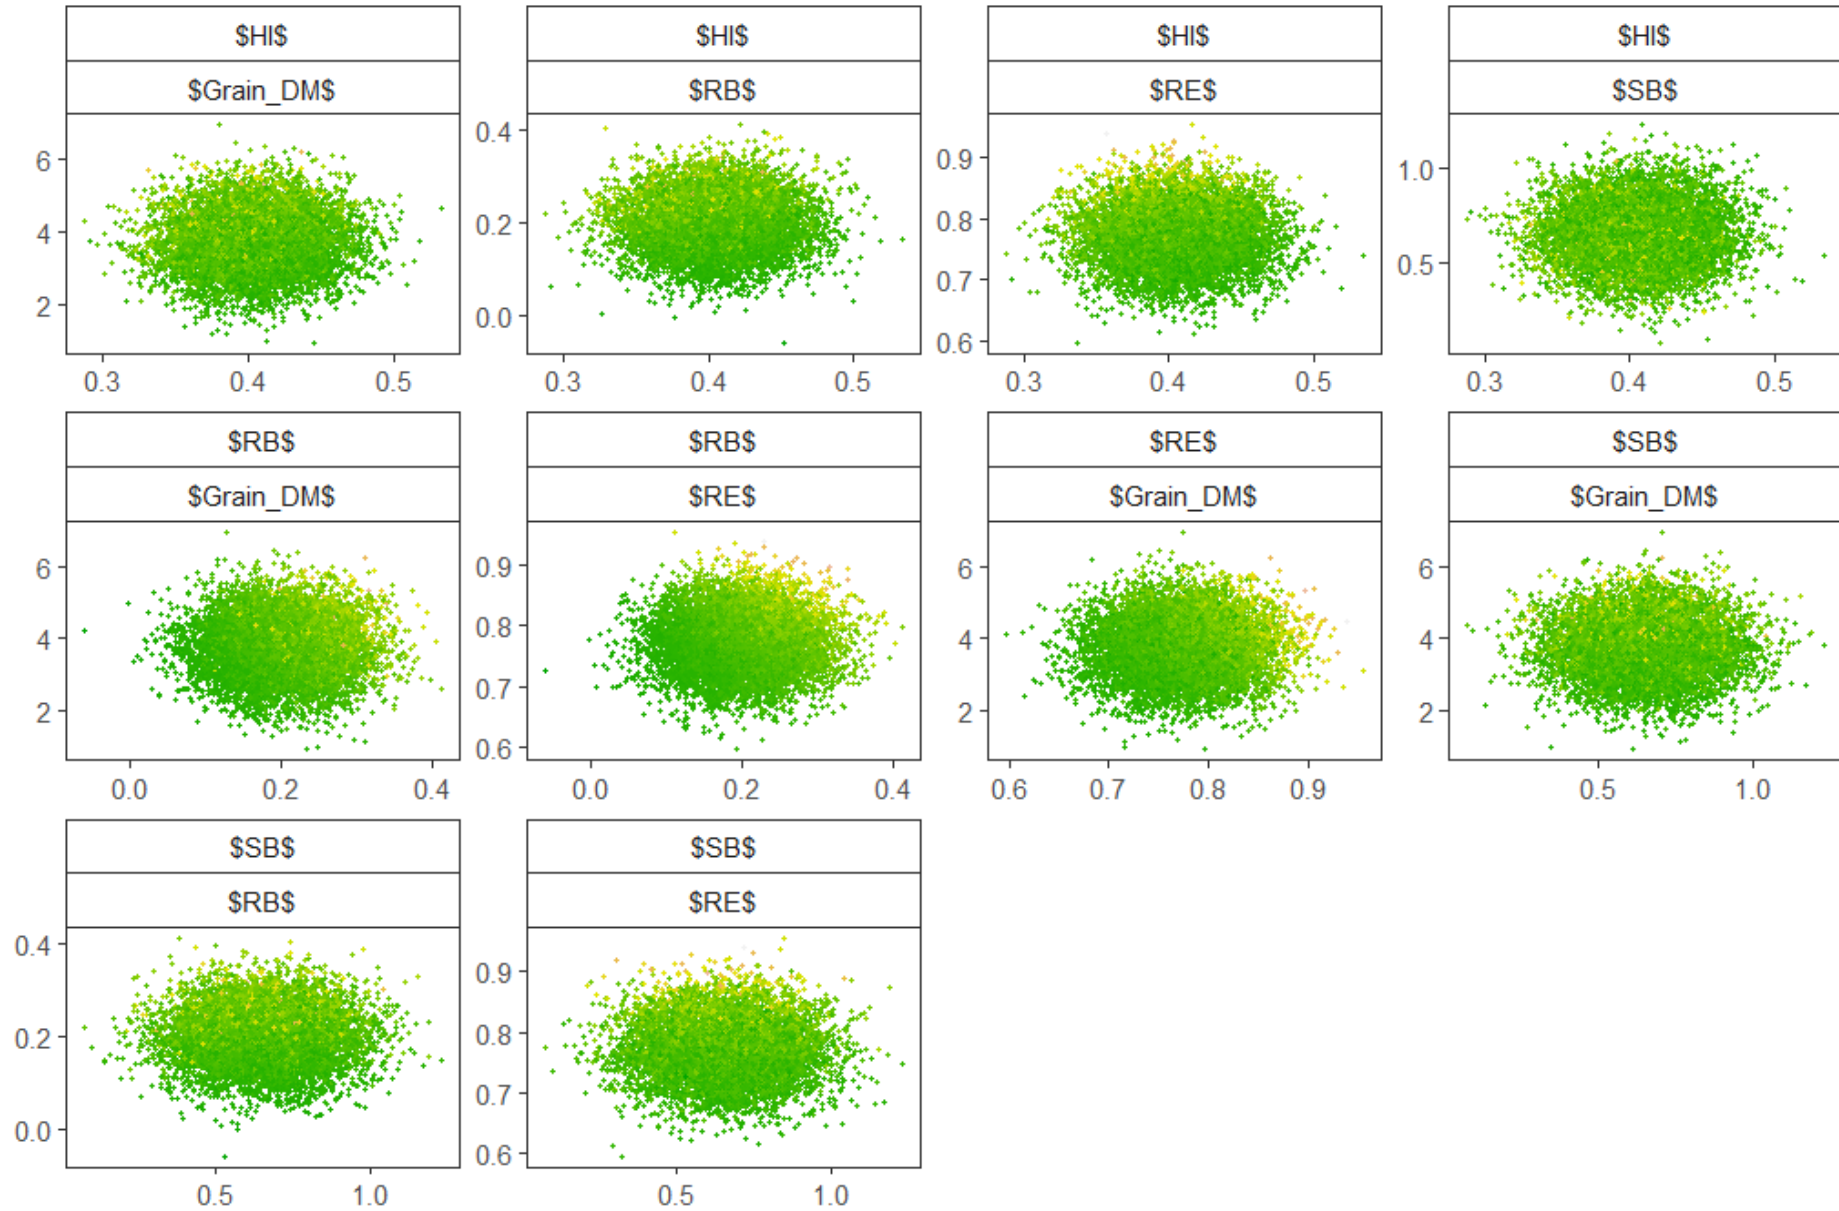 $HI$ $HI$ $HI$ $HI$
$Grain_DM$ $RB$ $RE$ $SB$
6 0.4 0.9 1.0
4 0.2 0.8 0.5
2 0.0 0.7
0.6
0.3 0.4 0.5 0.3 0.4 0.5 0.3 0.4 0.5 0.3 0.4 0.5
$RB$ $RB$ $RE$ $SB$
$Grain_DM$ $RE$ $Grain_DM$ $Grain_DM$
6 0.9 6 6
4 0.8 4 4
2 0.7 2 2
0.6
0.0 0.2 0.4 0.0 0.2 0.4 0.6 0.7 0.8 0.9 0.5 1.0
$SB$ $SB$
$RB$ $RE$
0.4 0.9
0.2 0.8
0.0 0.7
0.6
0.5 1.0 0.5 1.0